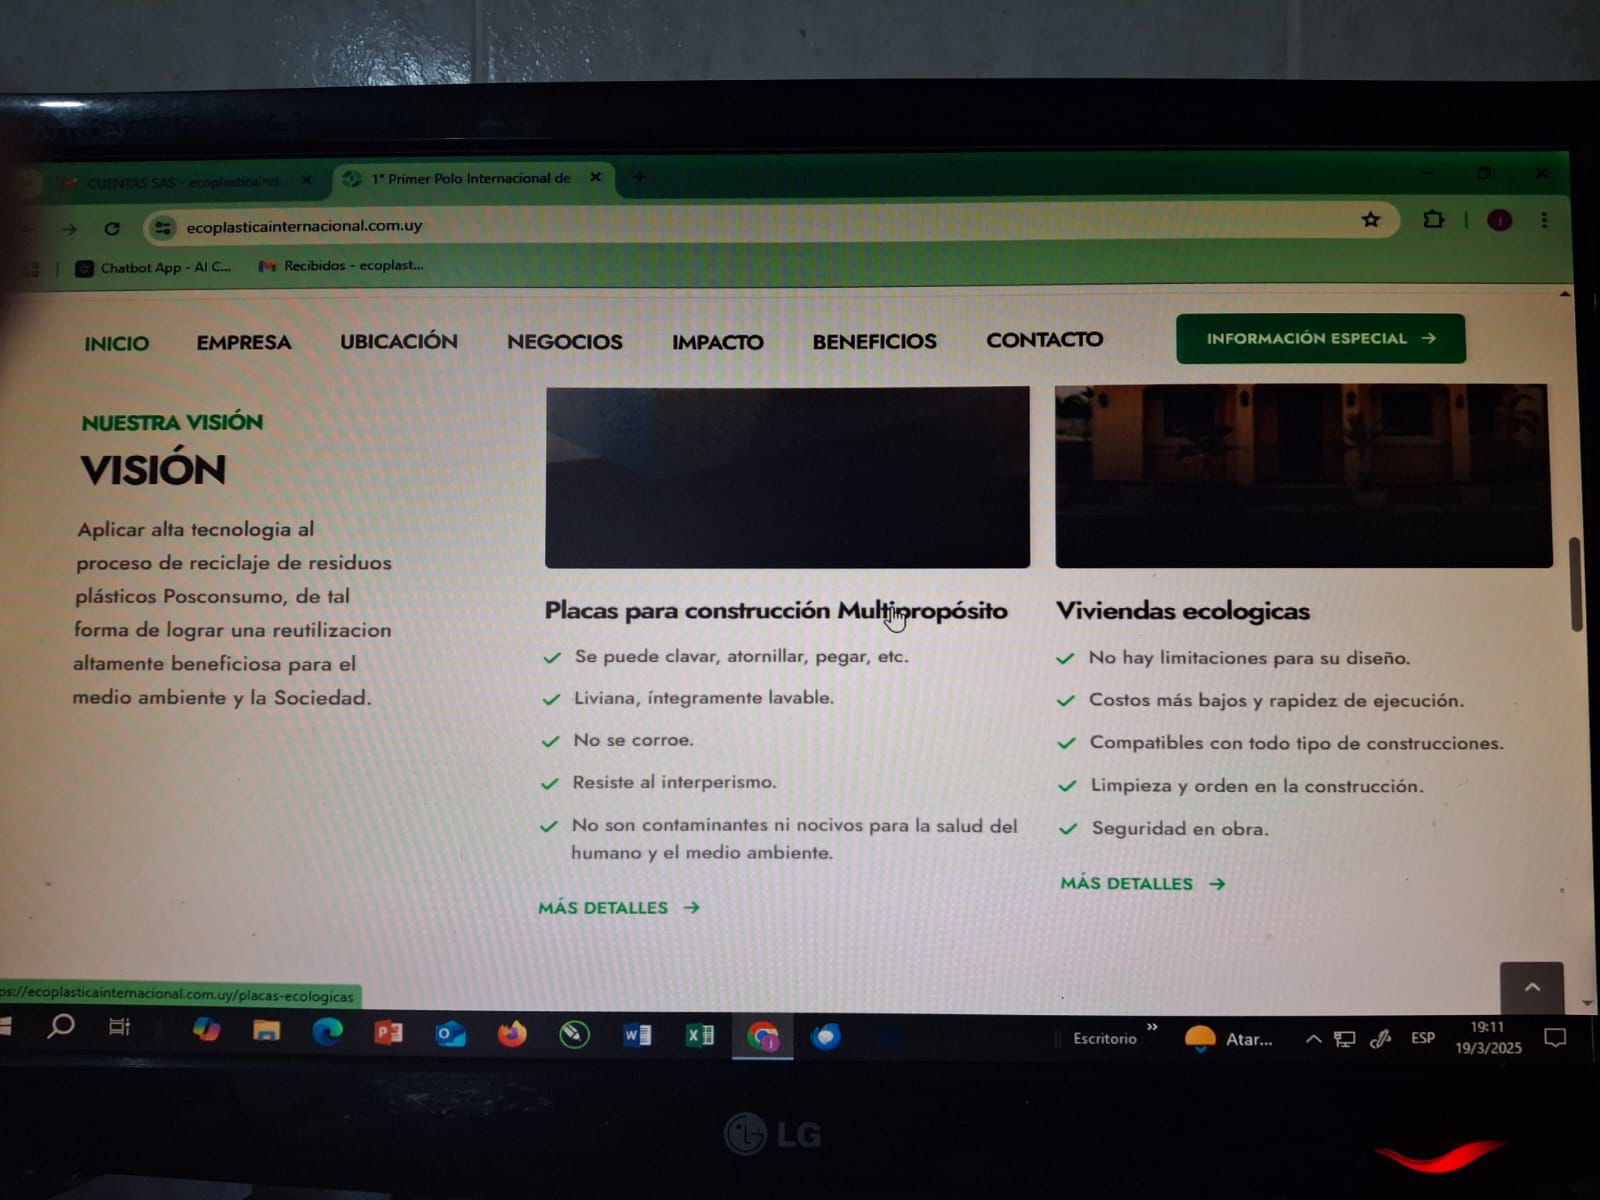 CUENTAS SAS - ecoplasticaind...
1° Primer Polo Internacional de
ecoplasticainternacional.com.uy
Chatbot App - AI C...
Recibidos - ecoplast...
INICIO
EMPRESA
UBICACIÓN
NEGOCIOS
IMPACTO
BENEFICIOS
CONTACTO
INFORMACIÓN ESPECIAL
NUESTRA VISIÓN
VISIÓN
Aplicar alta tecnologia al
proceso de reciclaje de residuos
plásticos Posconsumo, de tal
forma de lograr una reutilizacion
altamente beneficiosa para el
medio ambiente y la Sociedad.
Placas para construcción Multipropósito
Se puede clavar, atornillar, pegar, etc.
Liviana, íntegramente lavable.
No se corroe.
Resiste al interperismo.
No son contaminantes ni nocivos para la salud del
humano y el medio ambiente.
MÁS DETALLES
Viviendas ecologicas
No hay limitaciones para su diseño.
Costos más bajos y rapidez de ejecución.
Compatibles con todo tipo de construcciones.
Limpieza y orden en la construcción.
Seguridad en obra.
MÁS DETALLES
ps://ecoplasticainternacional.com.uy/placas-ecologicas
Escritorio
Atar...
ESP
19:11
19/3/2025
LG